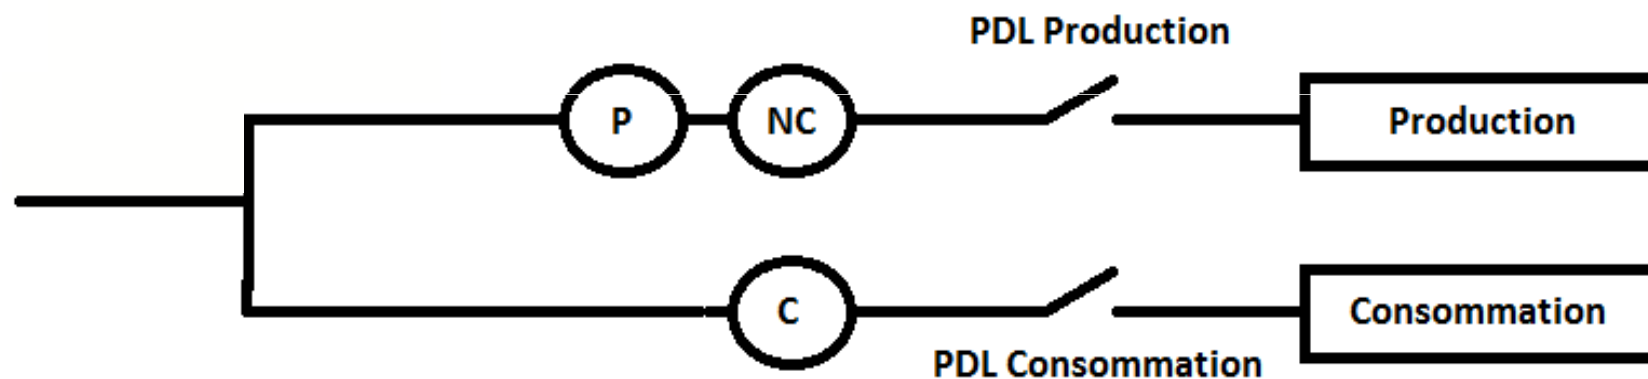 PDL Production
P
NC
Production
C
Consommation
PDL Consommation